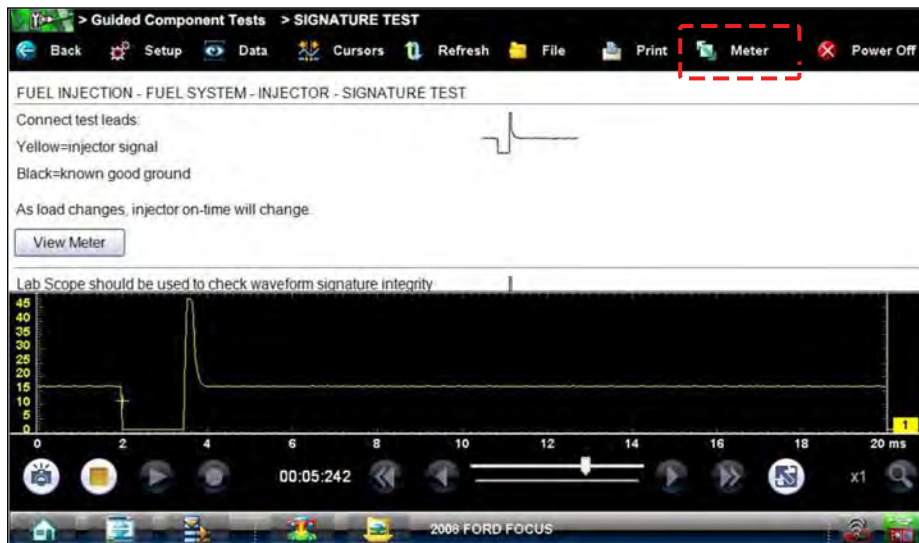 > Guided Component Tests > SIGNATURE TEST
Back Setup Data Cursors Refresh File Print Meter Power Off
FUEL INJECTION - FUEL SYSTEM - INJECTOR - SIGNATURE TEST
Connect test leads:
Yellow=injector signal
Black=known good ground
As load changes, injector on-time will change.
View Meter
Lab Scope should be used to check waveform signature integrity
45
40
35
30
25
20
15
10
5
0
1
0 2 4 6 8 10 12 14 16 18 20 ms
00:05:242 x1
2008 FORD FOCUS